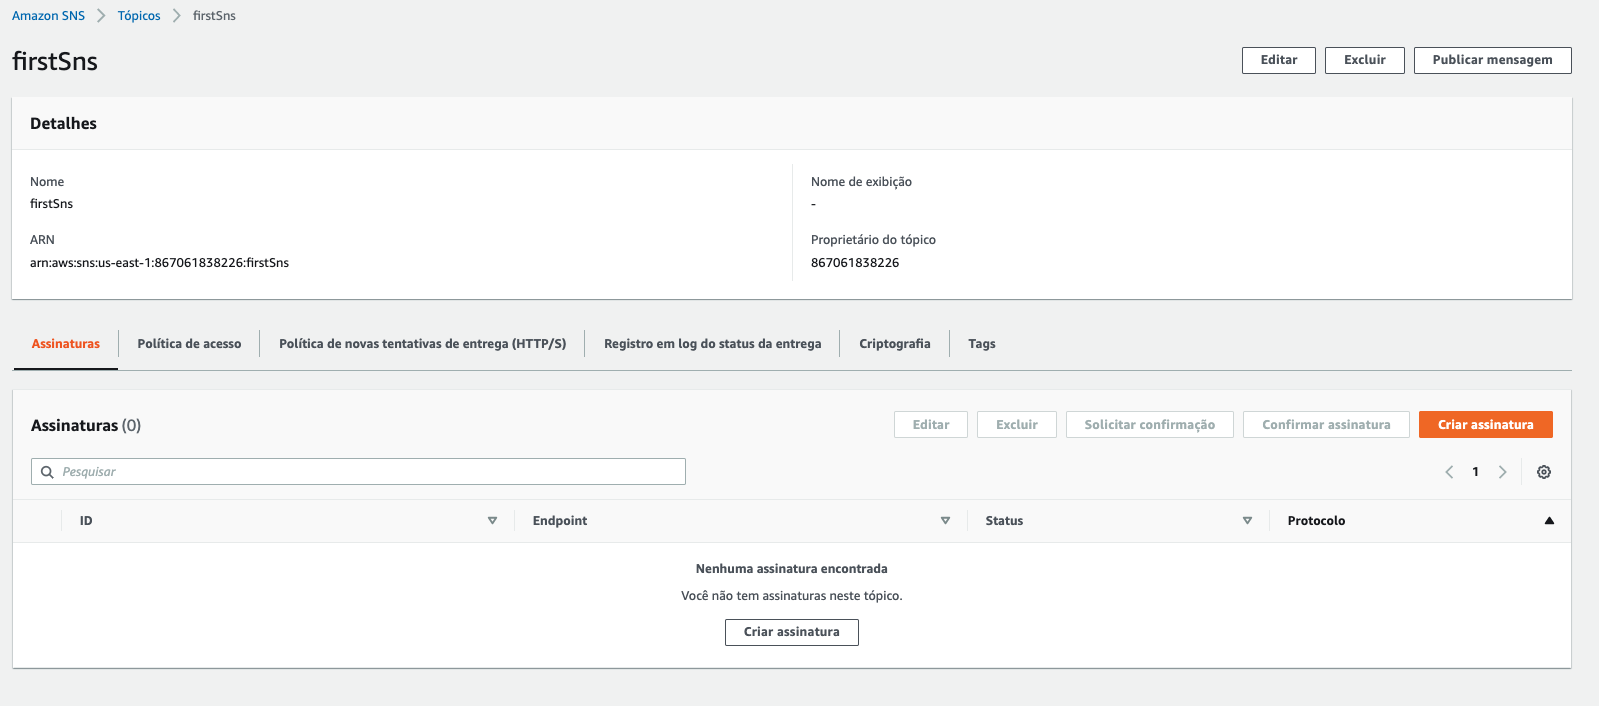 Amazon SNS > Tópicos > firstSns
firstSns
Editar Excluir Publicar mensagem
Detalhes
Nome Nome de exibição
firstSns -
ARN Proprietário do tópico
arn:aws:sns:us-east-1:867061838226:firstSns 867061838226
Assinaturas Política de acesso Política de novas tentativas de entrega (HTTP/S) Registro em log do status da entrega Criptografia Tags
Assinaturas (0) Editar Excluir Solicitar confirmação Confirmar assinatura Criar assinatura
Pesquisar 1
ID Endpoint Status Protocolo
Nenhuma assinatura encontrada
Você não tem assinaturas neste tópico.
Criar assinatura